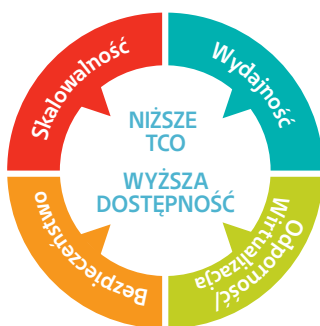 Skalowalność
Wydajność
NIŻSZE
TCO
WYŻSZA
DOSTĘPNOŚĆ
Bezpieczeństwo
Odporność/
Wirtualizacja